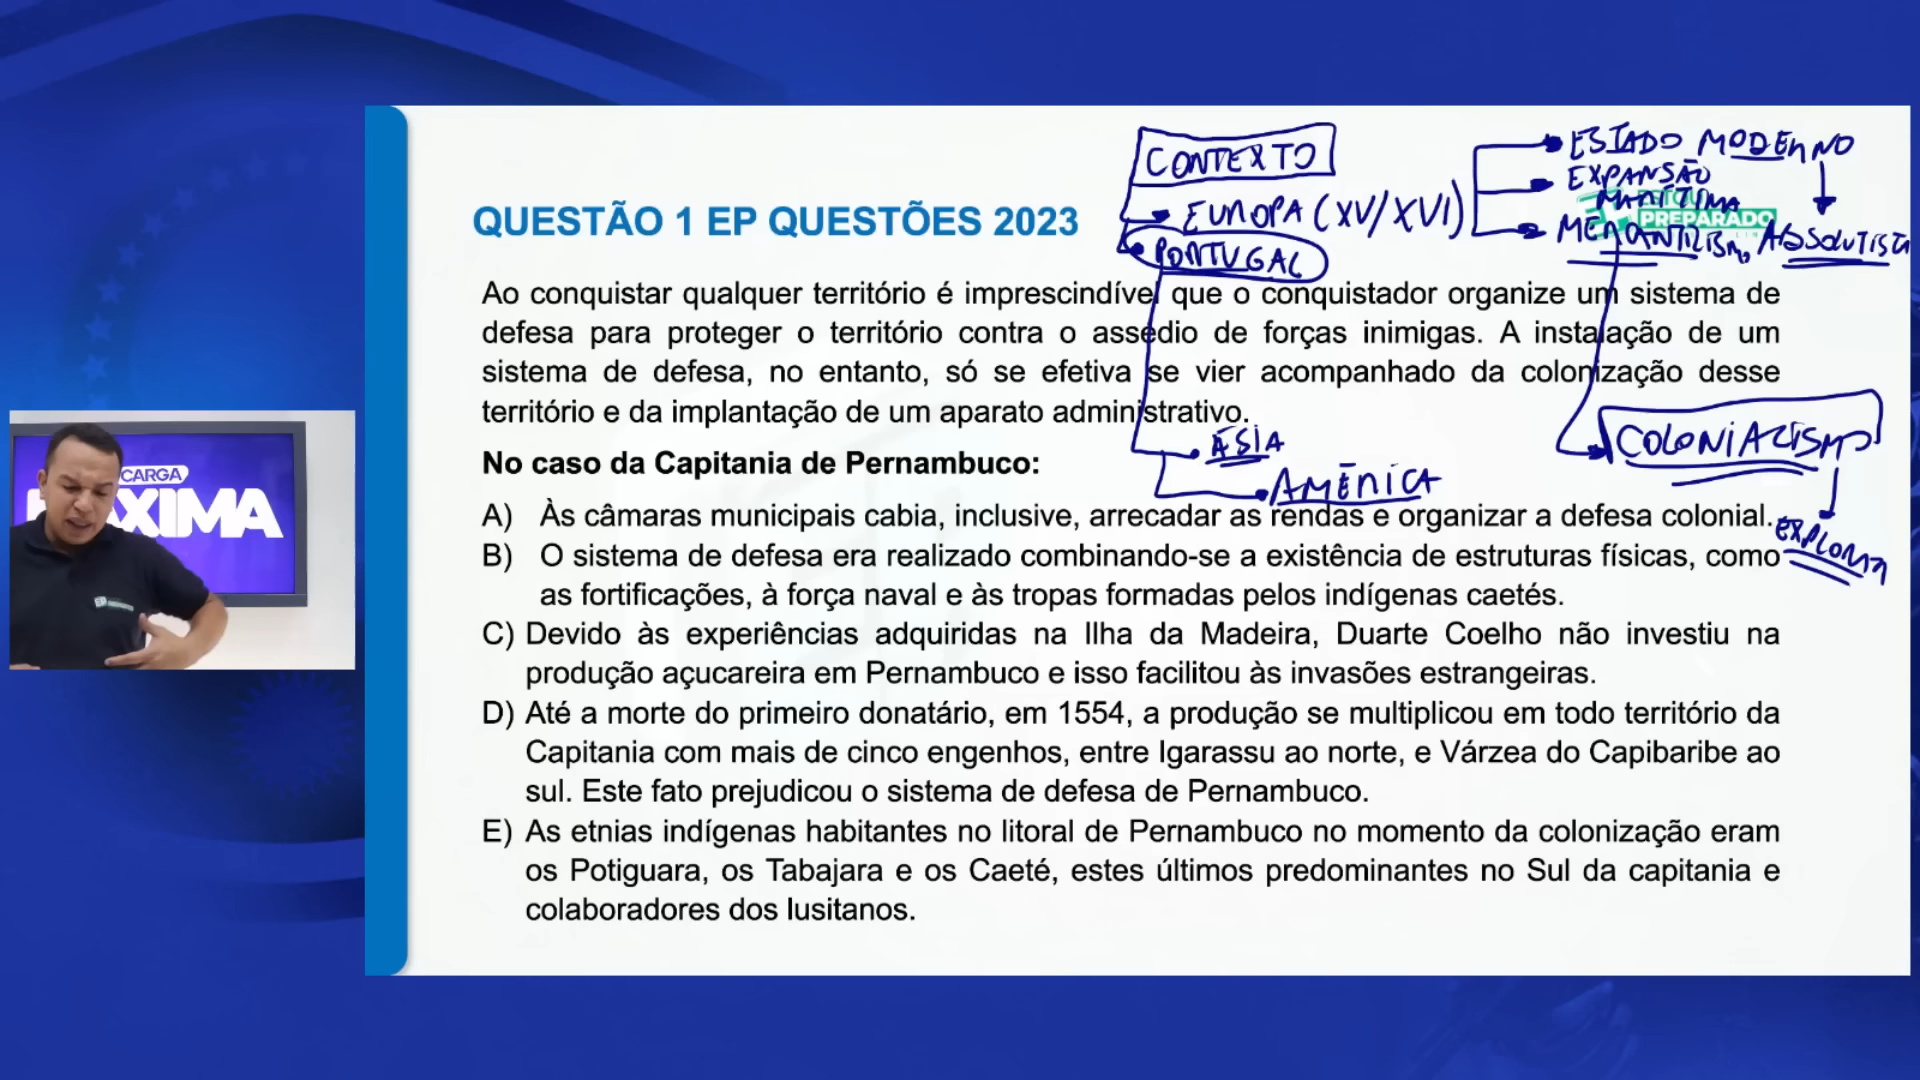 CONTEXTO
EUROPA (XV/XVI)
PORTUGAL
ESTADO MODERNO
EXPANSÃO
MARÍTIMA
MERCANTILISMO
ABSOLUTISTA
PREPARADO
QUESTÃO 1 EP QUESTÕES 2023
Ao conquistar qualquer território é imprescindível que o conquistador organize um sistema de
defesa para proteger o território contra o assédio de forças inimigas. A instalação de um
sistema de defesa, no entanto, só se efetiva se vier acompanhado da colonização desse
território e da implantação de um aparato administrativo.
ÁSIA
AMÉRICA
COLONIALISMO
EXPLORA
No caso da Capitania de Pernambuco:
A) Às câmaras municipais cabia, inclusive, arrecadar as rendas e organizar a defesa colonial.
B) O sistema de defesa era realizado combinando-se a existência de estruturas físicas, como
as fortificações, à força naval e às tropas formadas pelos indígenas caetés.
C) Devido às experiências adquiridas na Ilha da Madeira, Duarte Coelho não investiu na
produção açucareira em Pernambuco e isso facilitou às invasões estrangeiras.
D) Até a morte do primeiro donatário, em 1554, a produção se multiplicou em todo território da
Capitania com mais de cinco engenhos, entre Igarassu ao norte, e Várzea do Capibaribe ao
sul. Este fato prejudicou o sistema de defesa de Pernambuco.
E) As etnias indígenas habitantes no litoral de Pernambuco no momento da colonização eram
os Potiguara, os Tabajara e os Caeté, estes últimos predominantes no Sul da capitania e
colaboradores dos lusitanos.
CARGA